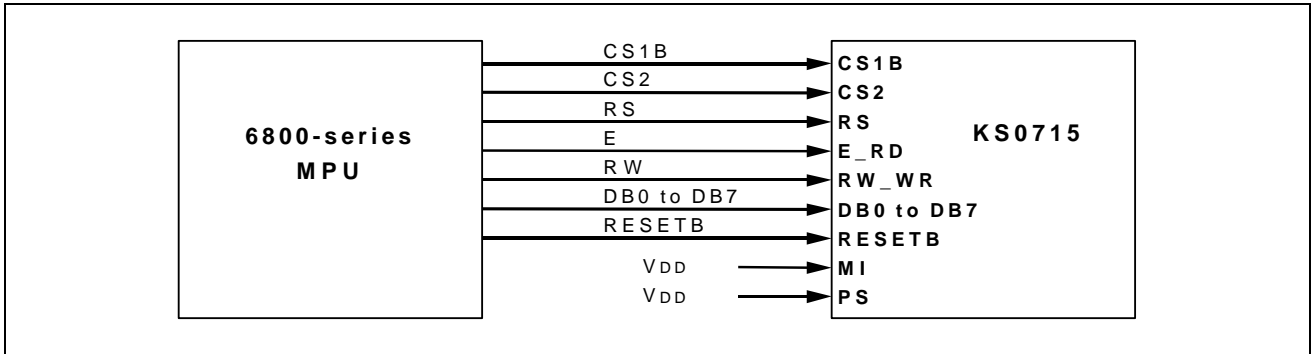 6800-series
MPU
CS1B
CS2
RS
E
RW
DB0 to DB7
RESETB
VDD
VDD
CS1B
CS2
RS
E_RD
RW_WR
DB0 to DB7
RESETB
MI
PS
KS0715